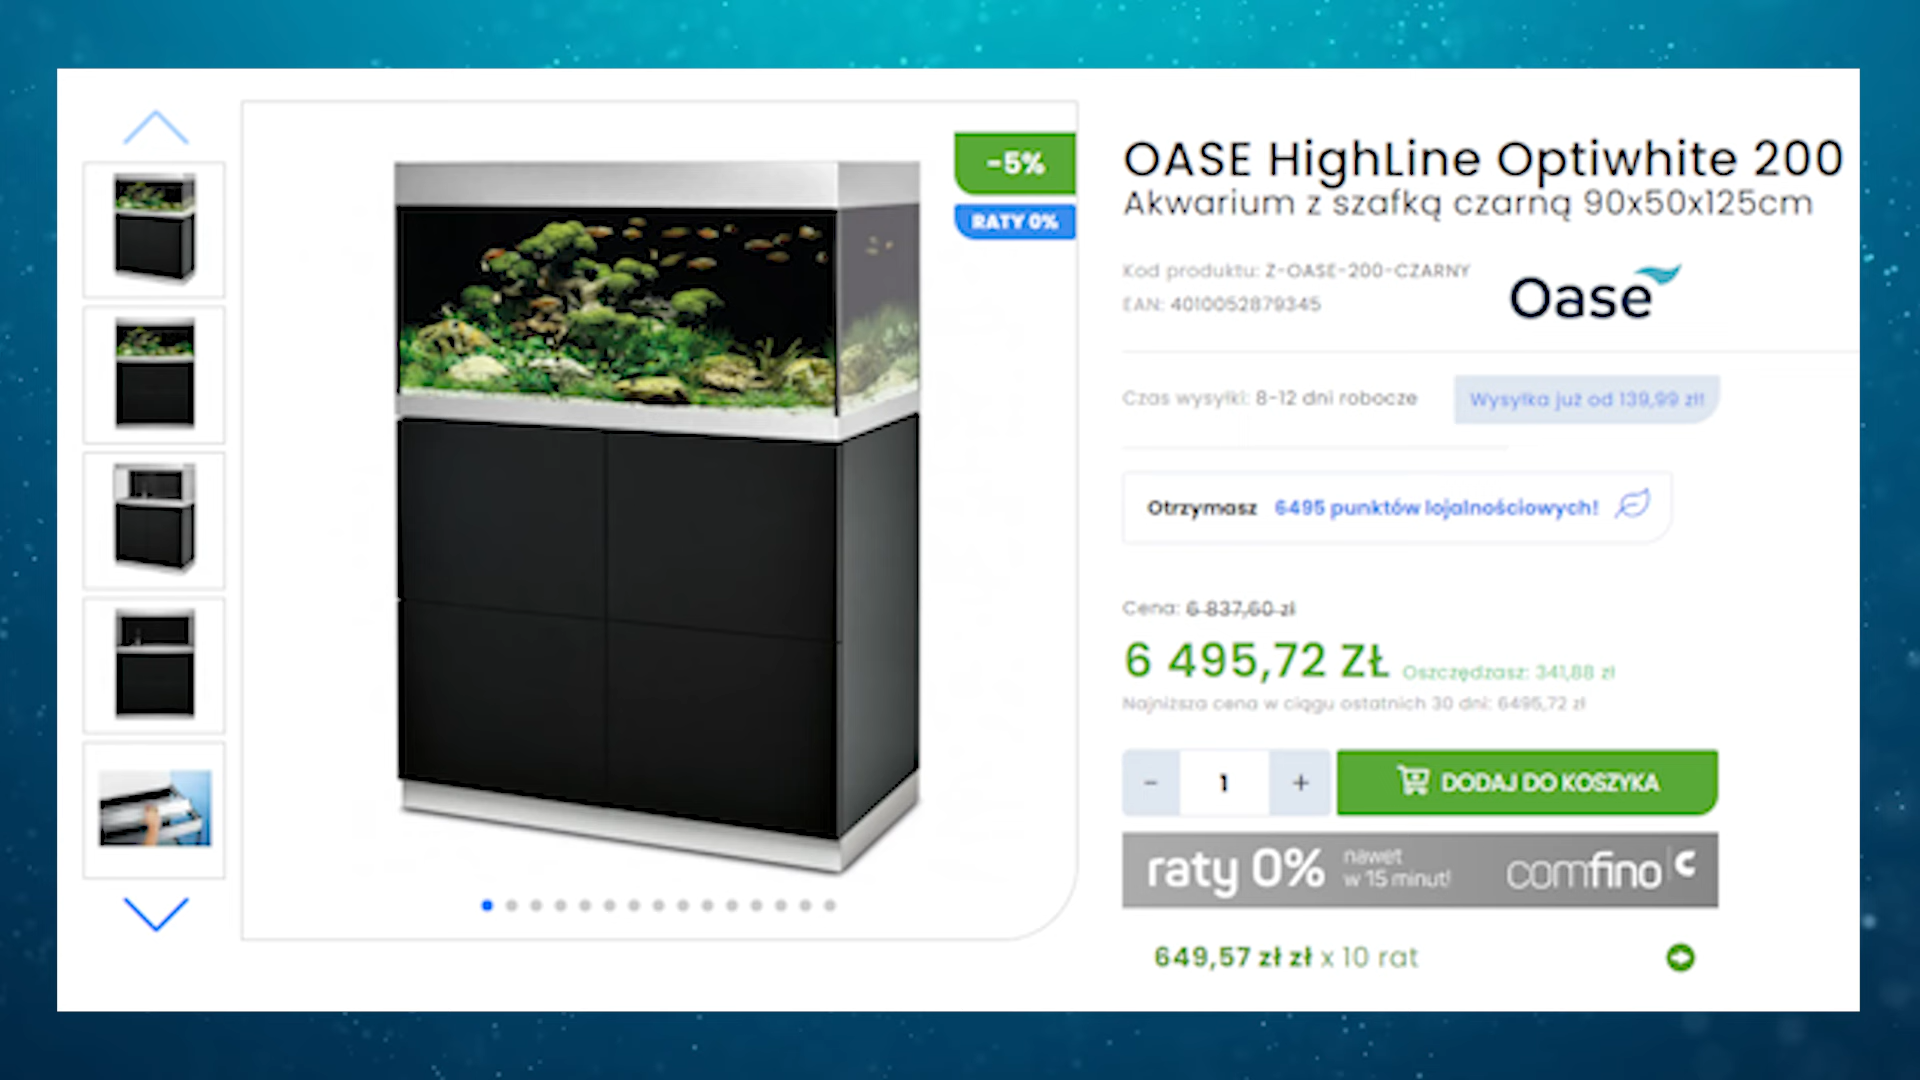 -5%
RATY 0%
OASE HighLine Optiwhite 200
Akwarium z szafką czarną 90x50x125cm
Kod produktu: Z-OASE-200-CZARNY
EAN: 4010052879345
Oase
Czas wysyłki: 8-12 dni robocze
Wysyłka już od 139,99 zł!
Otrzymasz 6495 punktów lojalnościowych!
Cena: 6 837,60 zł
6 495,72 ZŁ Oszczędzasz: 341,88 zł
Najniższa cena w ciągu ostatnich 30 dni: 6495,72 zł
- 1 +
DODAJ DO KOSZYKA
raty 0% nawet
w 15 minut!
comfino
649,57 zł zł x 10 rat